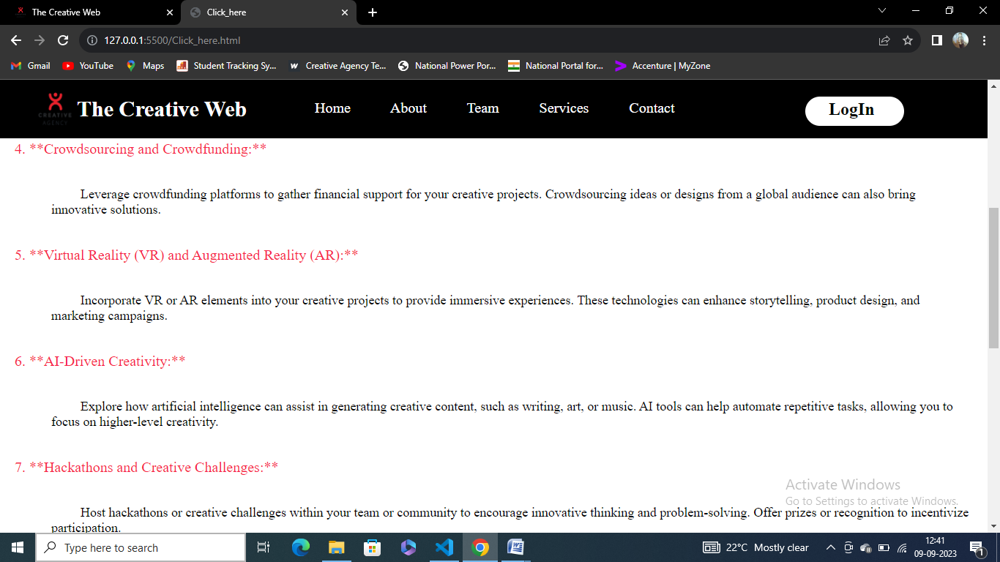 The Creative Web
Click_here
127.0.0.1:5500/Click_here.html
Gmail YouTube Maps Student Tracking Sy... Creative Agency Te... National Power Por... National Portal for... Accenture | MyZone
CREATIVE
AGENCY
The Creative Web Home About Team Services Contact LogIn
4. **Crowdsourcing and Crowdfunding:**
Leverage crowdfunding platforms to gather financial support for your creative projects. Crowdsourcing ideas or designs from a global audience can also bring
innovative solutions.
5. **Virtual Reality (VR) and Augmented Reality (AR):**
Incorporate VR or AR elements into your creative projects to provide immersive experiences. These technologies can enhance storytelling, product design, and
marketing campaigns.
6. **AI-Driven Creativity:**
Explore how artificial intelligence can assist in generating creative content, such as writing, art, or music. AI tools can help automate repetitive tasks, allowing you to
focus on higher-level creativity.
7. **Hackathons and Creative Challenges:**
Host hackathons or creative challenges within your team or community to encourage innovative thinking and problem-solving. Offer prizes or recognition to incentivize
participation.
Activate Windows
Go to Settings to activate Windows.
Type here to search
22°C Mostly clear
12:41
09-09-2023
1